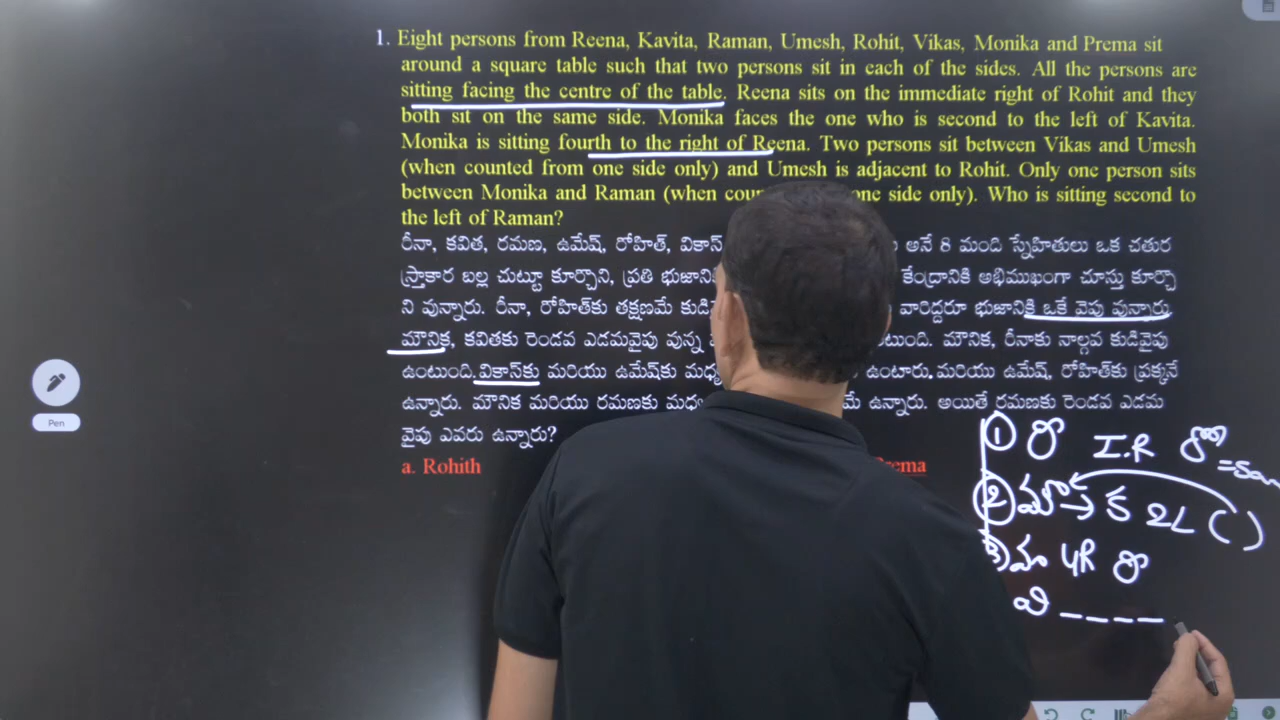 1. Eight persons from Reena, Kavita, Raman, Umesh, Rohit, Vikas, Monika and Prema sit
around a square table such that two persons sit in each of the sides. All the persons are
sitting facing the centre of the table. Reena sits on the immediate right of Rohit and they
both sit on the same side. Monika faces the one who is second to the left of Kavita.
Monika is sitting fourth to the right of Reena. Two persons sit between Vikas and Umesh
(when counted from one side only) and Umesh is adjacent to Rohit. Only one person sits
between Monika and Raman (when one side only). Who is sitting second to
the left of Raman?
రీనా, కవిత, రమణ, ఉమేష్, రోహిత్, వికాస్ అనే 8 మంది స్నేహితులు ఒక చతుర
స్రాకార బల్ల చుట్టూ కూర్చొని, ప్రతి కేంద్రానికి అభిముఖంగా చూస్తు కూర్చొ
ని వున్నారు. రీనా, రోహిత్‌కు తక్షణమే వారిద్దరూ భుజానికి ఒకే వైపు వున్నారు.
మౌనిక, కవితకు రెండవ ఎడమవైపు వున్న మౌనిక, రీనాకు నాల్గవ కుడివైపు
ఉంటుంది. వికాస్‌కు మరియు ఉమేష్‌కు ఉంటారు. మరియు ఉమేష్, రోహిత్‌కు ప్రక్కనే
ఉన్నారు. మౌనిక మరియు రమణకు ఉన్నారు. అయితే రమణకు రెండవ ఎడమ
వైపు ఎవరు ఉన్నారు?
a. Rohith
① రీ I.R రో
② మౌ → క 2L ( )
మౌ 4R రీ
వి _ _ _ _
Pen